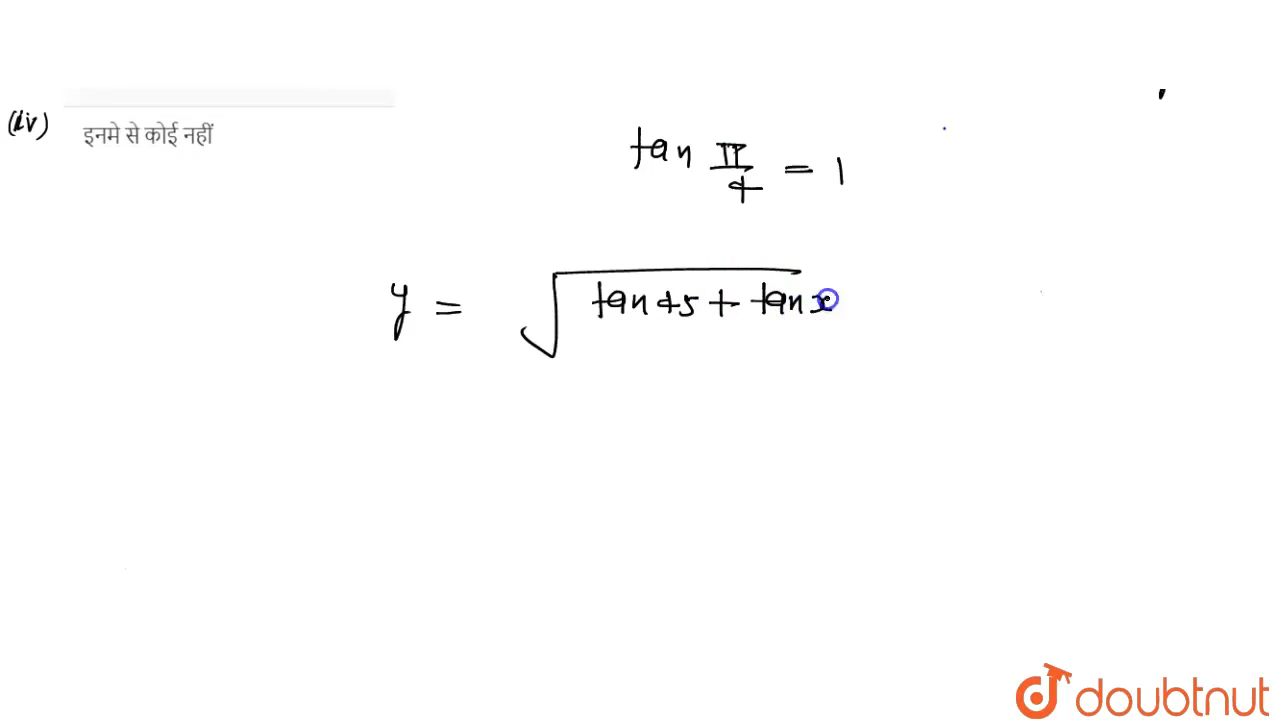 (iv) इनमे से कोई नहीं
tan π/4 = 1
y = √(tan 45 + tan x)
doubtnut